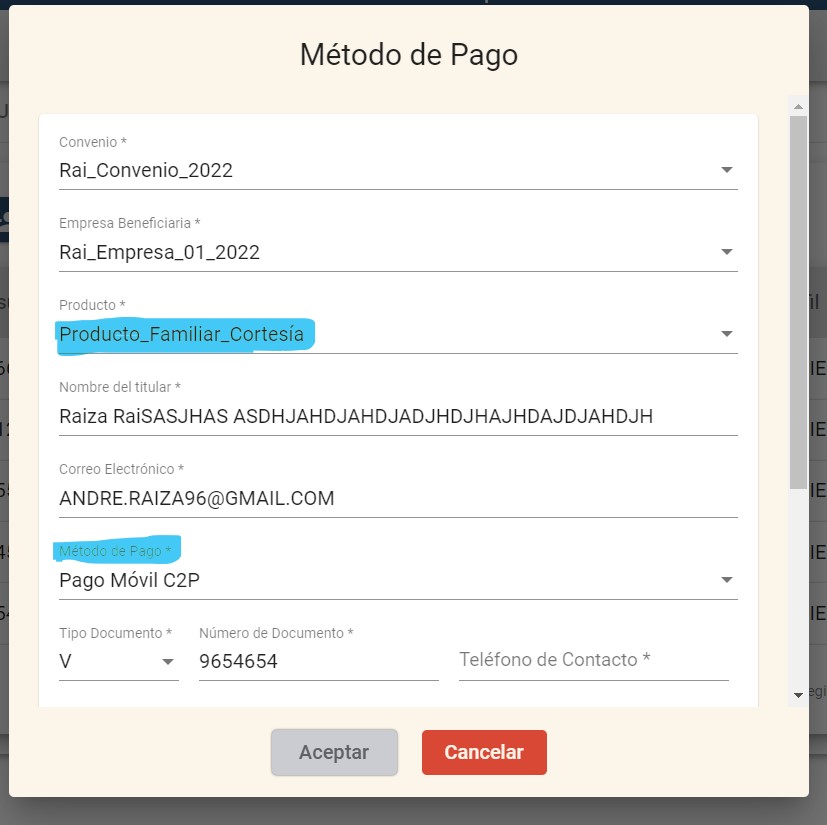 Método de Pago
Convenio *
Rai_Convenio_2022
Empresa Beneficiaria *
Rai_Empresa_01_2022
Producto *
Producto_Familiar_Cortesía
Nombre del titular *
Raiza RaiSASJHAS ASDHJAHDJAHDJADJHDJHAJHDAJDJAHDJH
Correo Electrónico *
ANDRE.RAIZA96@GMAIL.COM
Método de Pago *
Pago Móvil C2P
Tipo Documento * Número de Documento *
V 9654654 Teléfono de Contacto *
Aceptar Cancelar